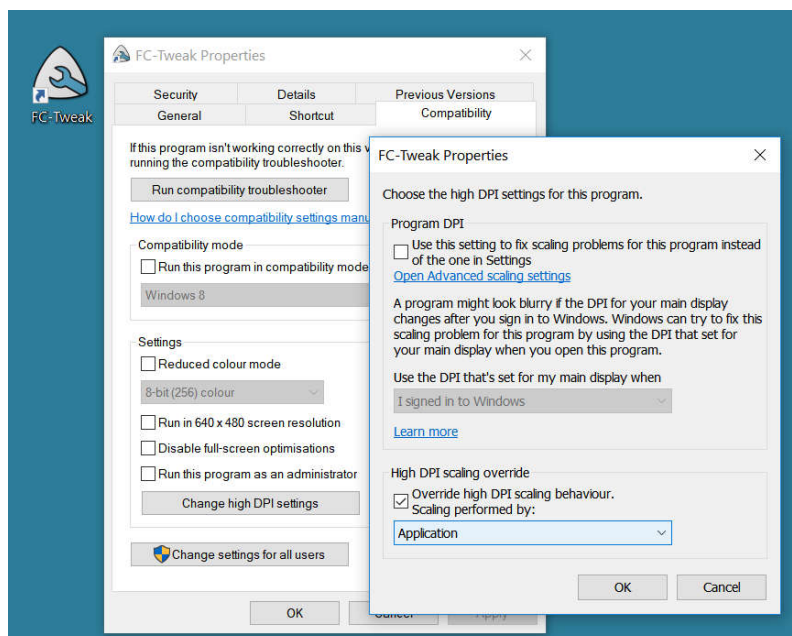 FC-Tweak
FC-Tweak Properties
Security Details Previous Versions
General Shortcut Compatibility
If this program isn't working correctly on this v
running the compatibility troubleshooter.
Run compatibility troubleshooter
How do I choose compatibility settings manu
Compatibility mode
Run this program in compatibility mode
Windows 8
Settings
Reduced colour mode
8-bit (256) colour
Run in 640 x 480 screen resolution
Disable full-screen optimisations
Run this program as an administrator
Change high DPI settings
Change settings for all users
OK Cancel Apply
FC-Tweak Properties
Choose the high DPI settings for this program.
Program DPI
Use this setting to fix scaling problems for this program instead
of the one in Settings
Open Advanced scaling settings
A program might look blurry if the DPI for your main display
changes after you sign in to Windows. Windows can try to fix this
scaling problem for this program by using the DPI that set for
your main display when you open this program.
Use the DPI that's set for my main display when
I signed in to Windows
Learn more
High DPI scaling override
Override high DPI scaling behaviour.
Scaling performed by:
Application
OK Cancel